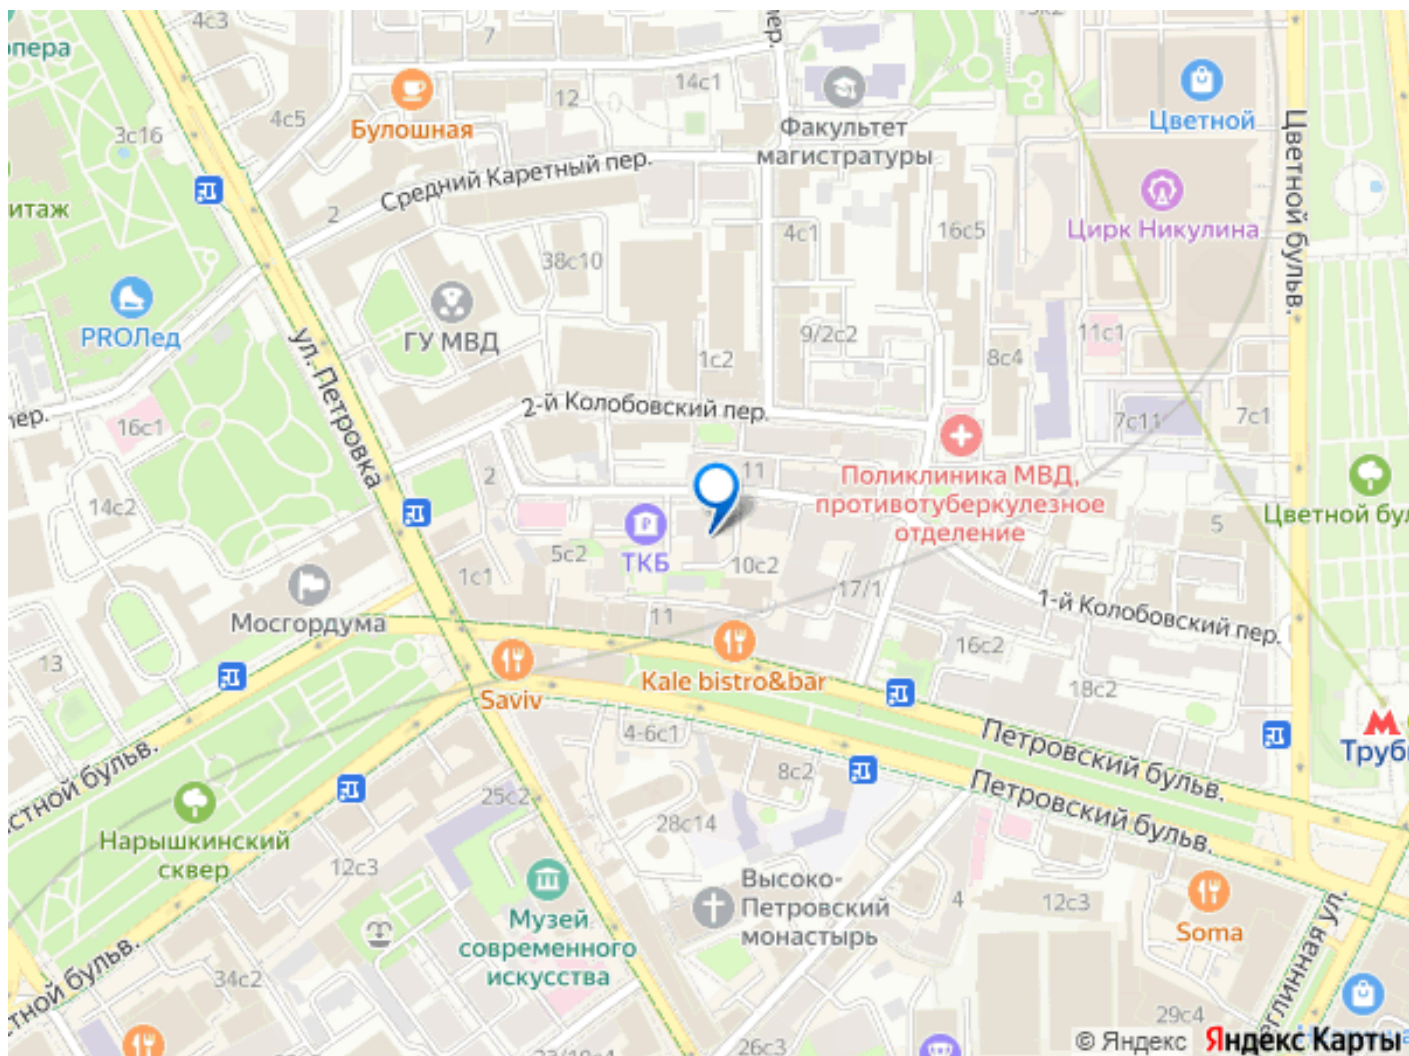 4с3
7
опера
14с1
12
Факультет
магистратуры
Цветной
Булошная
4с5
3с16
Средний Каретный пер.
Цветной бульв.
итаж
2
Цирк Никулина
4с1
16с5
38с10
PROЛед
ГУ МВД
ул. Петровка
9/2с2
11с1
1с2
8с4
2-й Колобовский пер.
пер.
16с1
7с11
7с1
Поликлиника МВД,
противотуберкулезное
отделение
11
2
14с2
5
Цветной бул
ТКБ
5с2
10с2
1с1
17/1
1-й Колобовский пер.
Мосгордума
11
16с2
13
Kale bistro&bar
18с2
Saviv
4-6с1
Петровский бульв.
Петровский бульв.
Труб
8с2
стной бульв.
25с2
28с14
Нарышкинский
сквер
12с3
Высоко-
Петровский
монастырь
4
12с3
Музей
современного
искусства
Soma
еглинная ул.
тной бульв.
34с2
29с4
26с3
© Яндекс Яндекс Карты